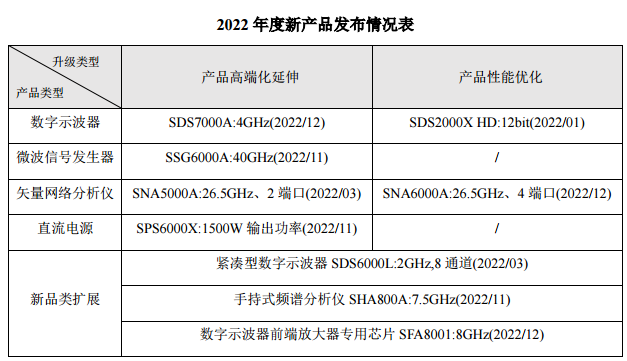 2022 年度新产品发布情况表
升级类型
产品类型
产品高端化延伸
产品性能优化
数字示波器
SDS7000A:4GHz(2022/12)
SDS2000X HD:12bit(2022/01)
微波信号发生器
SSG6000A:40GHz(2022/11)
/
矢量网络分析仪
SNA5000A:26.5GHz、2 端口(2022/03)
SNA6000A:26.5GHz、4 端口(2022/12)
直流电源
SPS6000X:1500W 输出功率(2022/11)
/
新品类扩展
紧凑型数字示波器 SDS6000L:2GHz,8 通道(2022/03)
手持式频谱分析仪 SHA800A:7.5GHz(2022/11)
数字示波器前端放大器专用芯片 SFA8001:8GHz(2022/12)